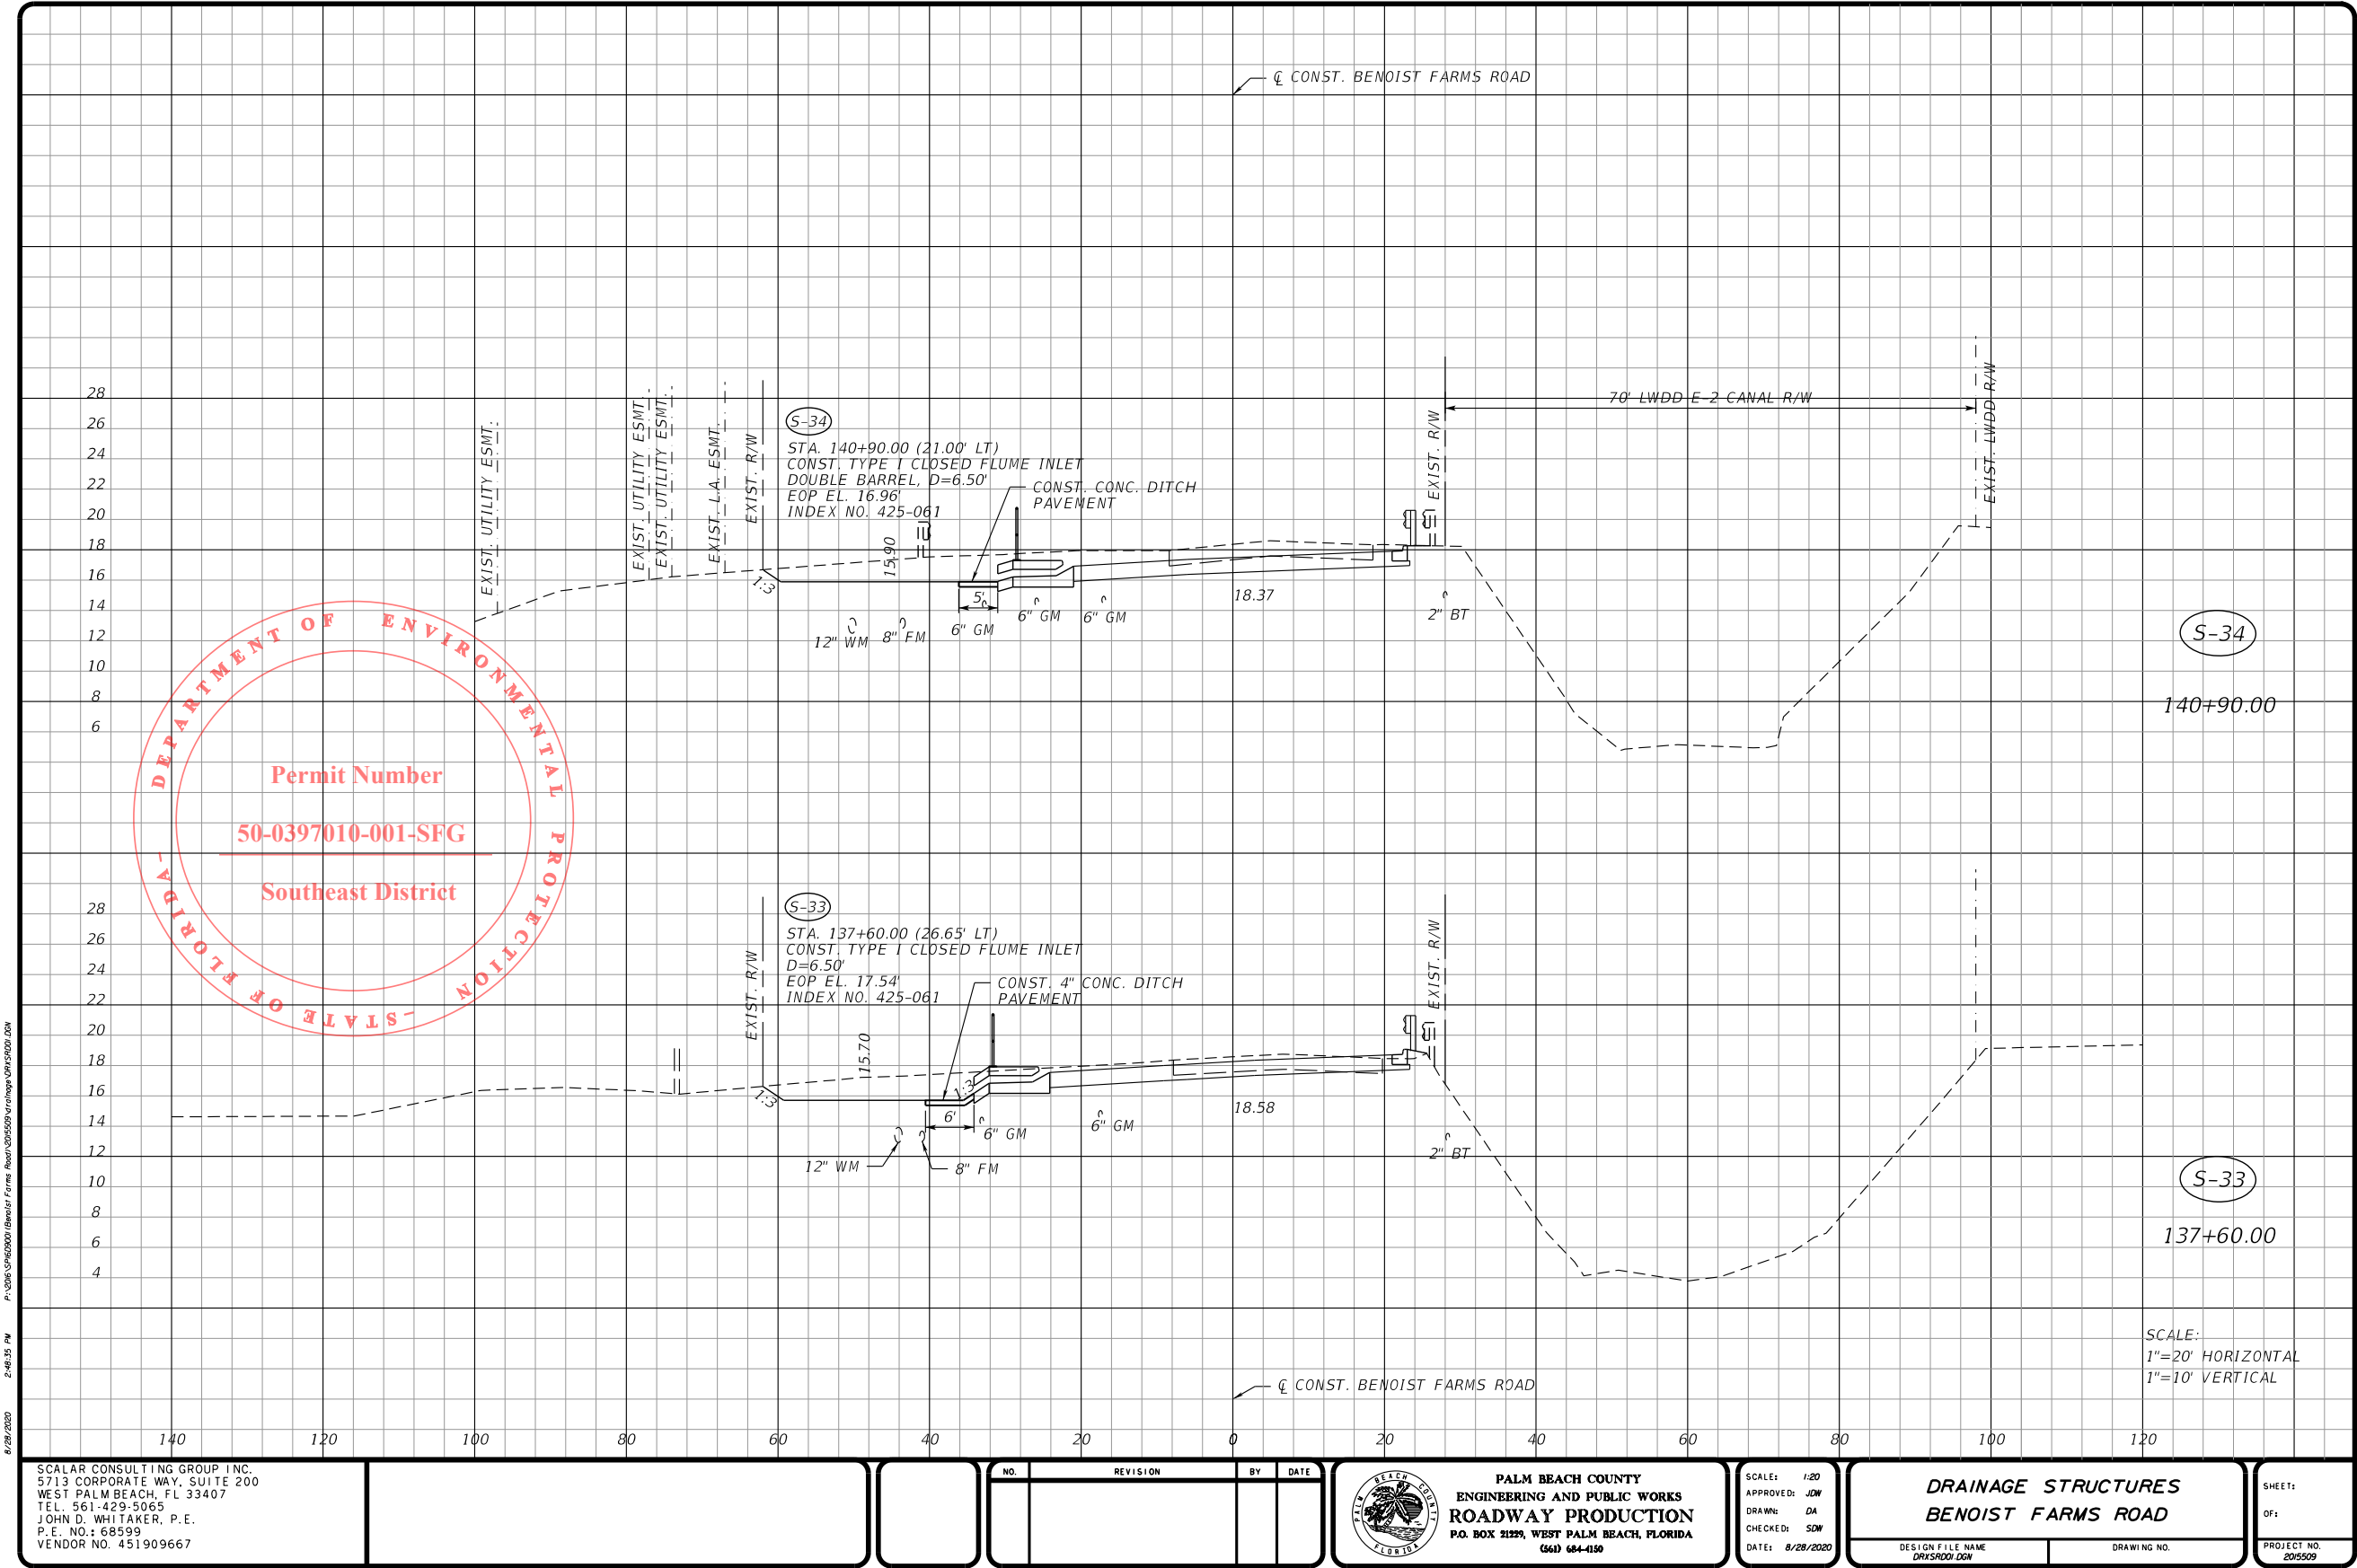 ℄ CONST. BENOIST FARMS ROAD
28
26
24
22
20
18
16
14
12
10
8
6
EXIST. UTILITY ESMT.
EXIST. UTILITY ESMT.
EXIST. UTILITY ESMT.
EXIST. L.A. ESMT.
EXIST. R/W
S-34
STA. 140+90.00 (21.00' LT)
CONST. TYPE I CLOSED FLUME INLET
DOUBLE BARREL, D=6.50'
EOP EL. 16.96'
INDEX NO. 425-061
CONST. CONC. DITCH
PAVEMENT
15.90
1:3
5'
12" WM
8" FM
6" GM
6" GM
6" GM
18.37
2" BT
EXIST. R/W
70' LWDD E-2 CANAL R/W
EXIST. LWDD R/W
S-34
140+90.00
DEPARTMENT OF ENVIRONMENTAL PROTECTION
-STATE OF FLORIDA-
Permit Number
50-0397010-001-SFG
Southeast District
28
26
24
22
20
18
16
14
12
10
8
6
4
EXIST. R/W
S-33
STA. 137+60.00 (26.65' LT)
CONST. TYPE I CLOSED FLUME INLET
D=6.50'
EOP EL. 17.54'
INDEX NO. 425-061
CONST. 4" CONC. DITCH
PAVEMENT
15.70
1:3
1:3
6'
12" WM
8" FM
6" GM
6" GM
18.58
2" BT
EXIST. R/W
S-33
137+60.00
SCALE:
1"=20' HORIZONTAL
1"=10' VERTICAL
℄ CONST. BENOIST FARMS ROAD
140 120 100 80 60 40 20 0 20 40 60 80 100 120
P:\2016\SP1609001 (Benoist Farms Road)\2015509\drainage\DRXSRD01.DGN
2:48:35 PM
8/28/2020
SCALAR CONSULTING GROUP INC.
5713 CORPORATE WAY, SUITE 200
WEST PALM BEACH, FL 33407
TEL. 561-429-5065
JOHN D. WHITAKER, P.E.
P.E. NO.: 68599
VENDOR NO. 451909667
NO. REVISION BY DATE
PALM BEACH COUNTY
FLORIDA
PALM BEACH COUNTY
ENGINEERING AND PUBLIC WORKS
ROADWAY PRODUCTION
P.O. BOX 21229, WEST PALM BEACH, FLORIDA
(561) 684-4150
SCALE: 1:20
APPROVED: JDW
DRAWN: DA
CHECKED: SDW
DATE: 8/28/2020
DRAINAGE STRUCTURES
BENOIST FARMS ROAD
DESIGN FILE NAME
DRXSRD01.DGN
DRAWING NO.
SHEET:
OF:
PROJECT NO.
2015509